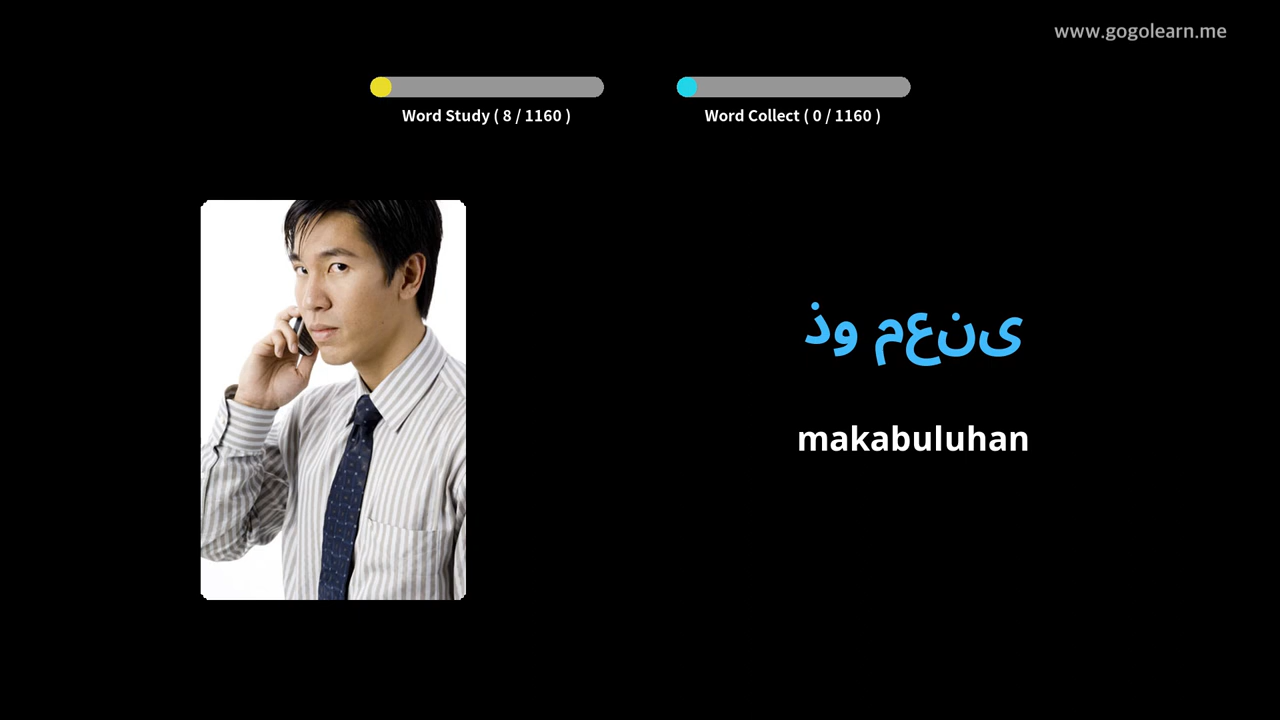 www.gogolearn.me
Word Study ( 8 / 1160 )
Word Collect ( 0 / 1160 )
ذو معنى
makabuluhan